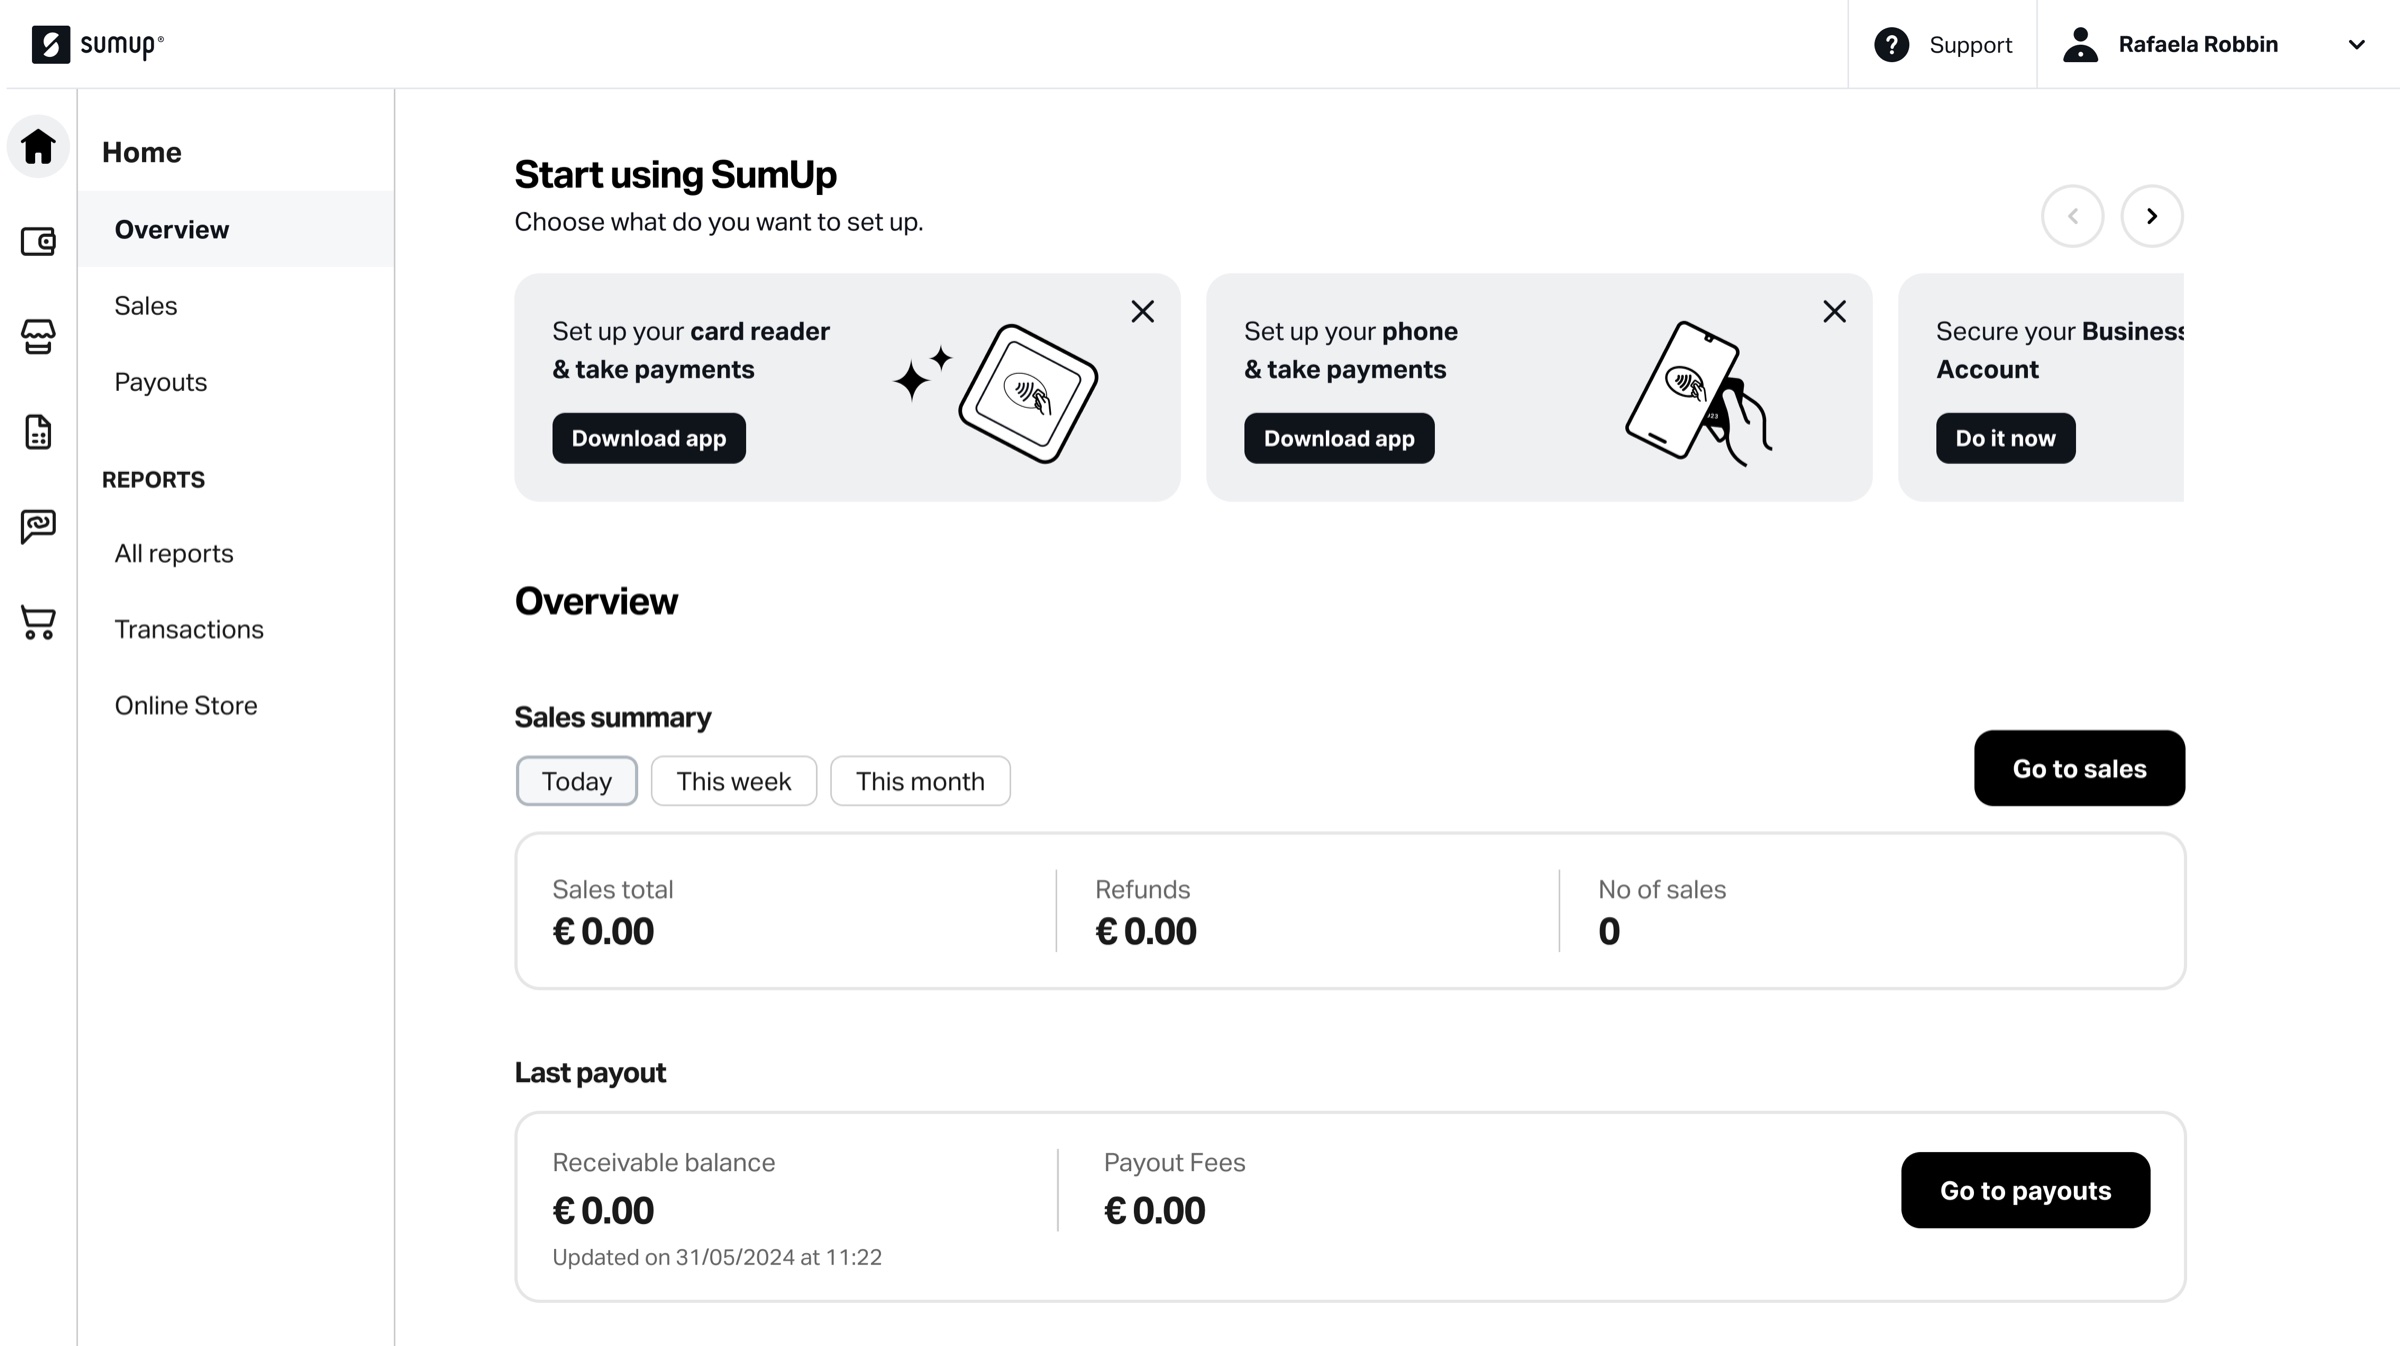 sumup®
Support
Rafaela Robbin
Home
Overview
Sales
Payouts
REPORTS
All reports
Transactions
Online Store
Start using SumUp
Choose what do you want to set up.
Set up your card reader
& take payments
Download app
Set up your phone
& take payments
Download app
Secure your Business
Account
Do it now
Overview
Sales summary
Today
This week
This month
Go to sales
Sales total
€ 0.00
Refunds
€ 0.00
No of sales
0
Last payout
Receivable balance
€ 0.00
Updated on 31/05/2024 at 11:22
Payout Fees
€ 0.00
Go to payouts